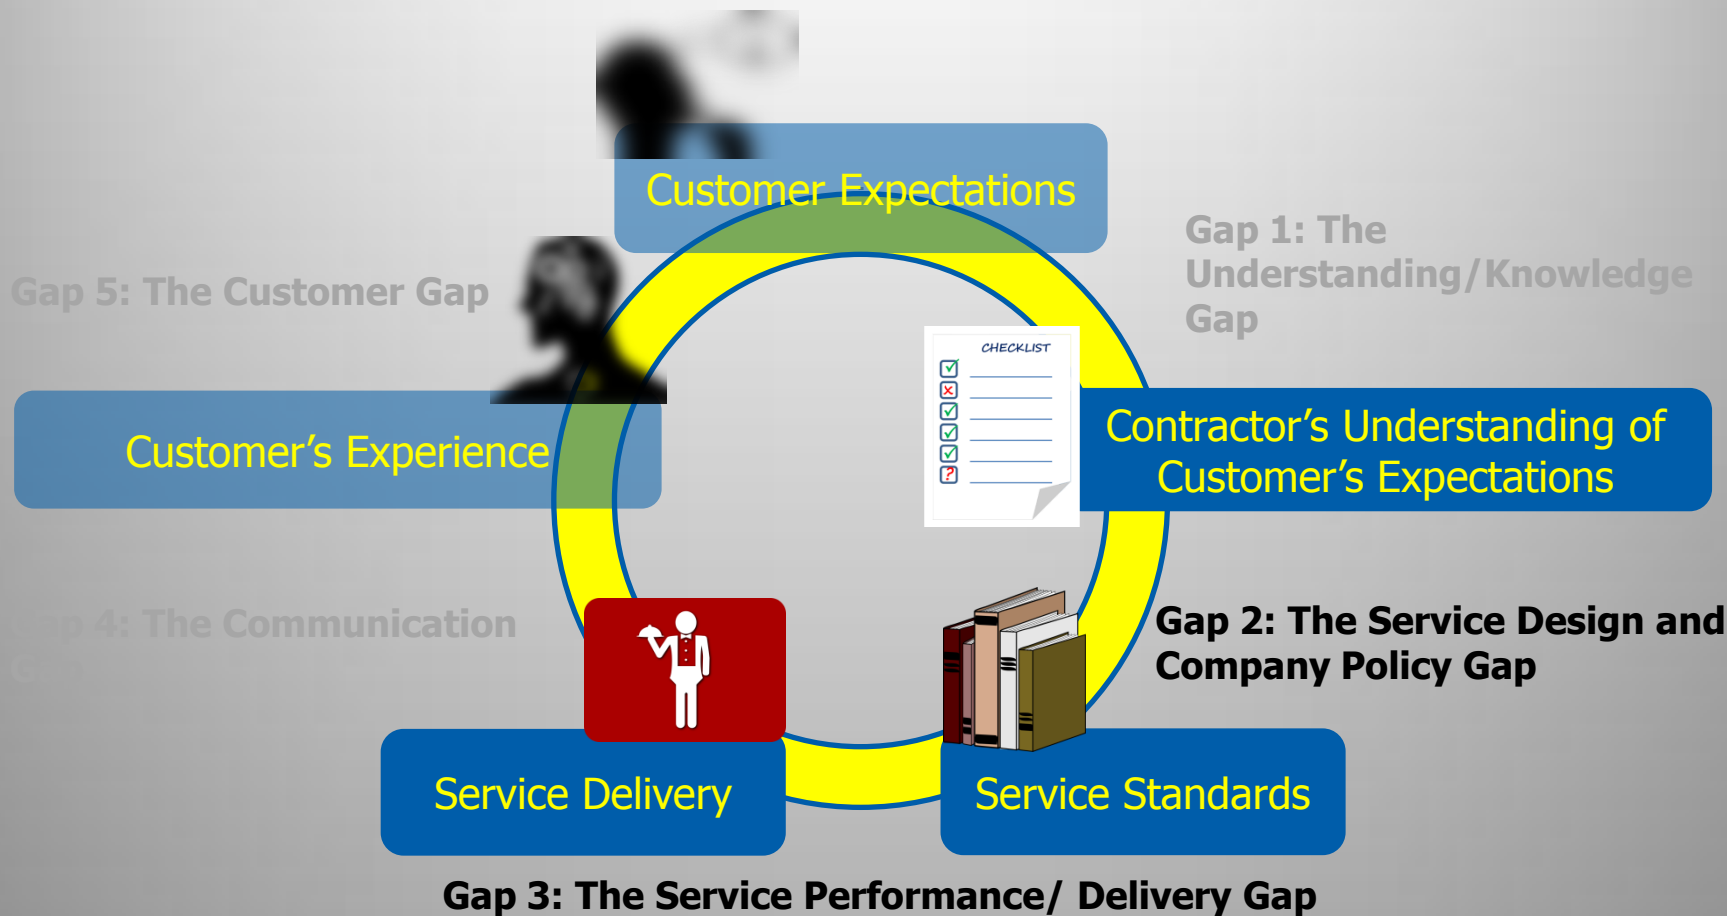 Customer Expectations
Gap 1: The
Understanding/Knowledge
Gap
Gap 5: The Customer Gap
CHECKLIST
?
Contractor’s Understanding of
Customer’s Expectations
Customer’s Experience
Gap 2: The Service Design and
Company Policy Gap
4: The Communication
Service Delivery
Service Standards
Gap 3: The Service Performance/ Delivery Gap